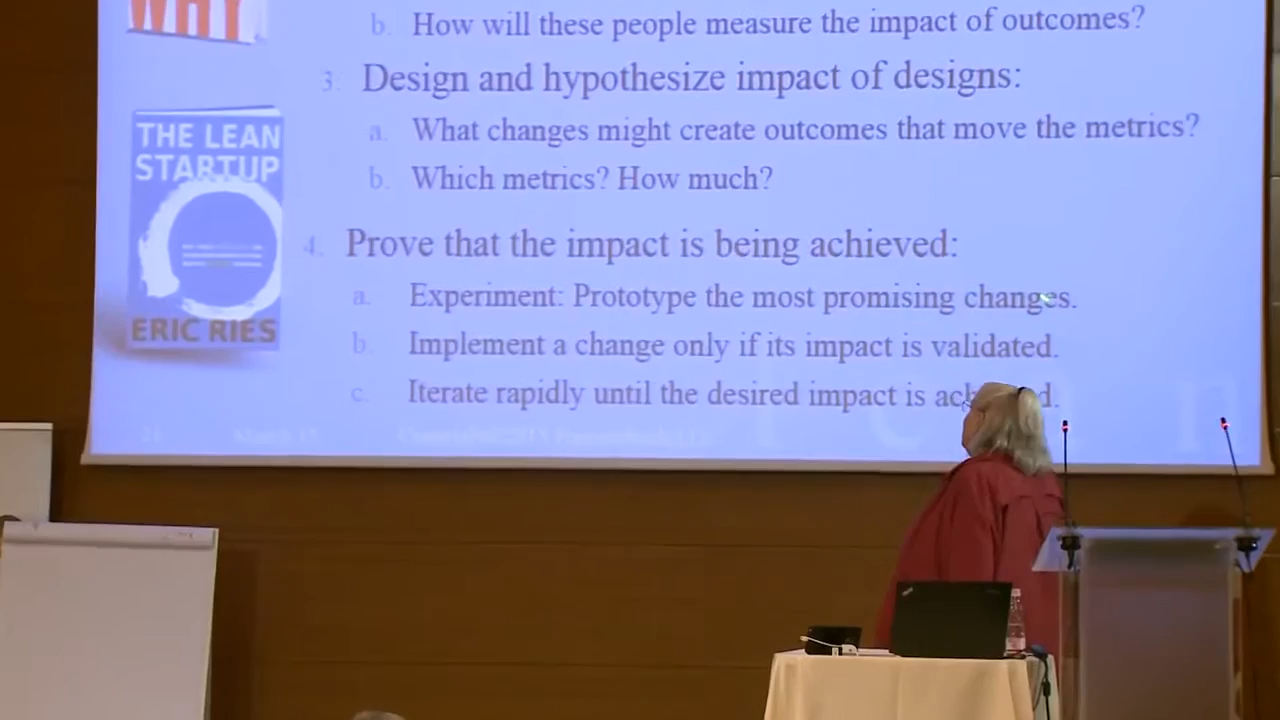 WHY
b. How will these people measure the impact of outcomes?
3. Design and hypothesize impact of designs:
a. What changes might create outcomes that move the metrics?
b. Which metrics? How much?
THE LEAN
STARTUP
ERIC RIES
4. Prove that the impact is being achieved:
a. Experiment: Prototype the most promising changes.
b. Implement a change only if its impact is validated.
c. Iterate rapidly until the desired impact is